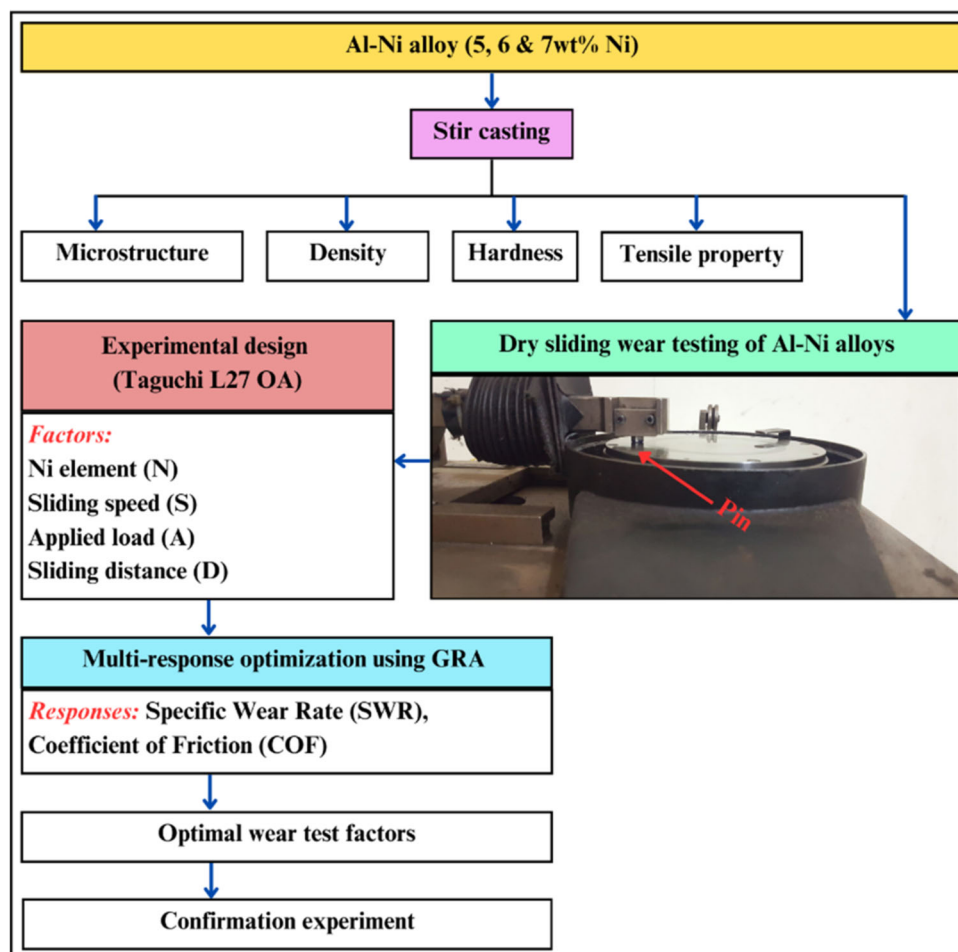 Al-Ni alloy (5, 6 & 7wt% Ni)
Stir casting
Microstructure
Density
Hardness
Tensile property
Experimental design
(Taguchi L27 OA)
Factors:
Ni element (N)
Sliding speed (S)
Applied load (A)
Sliding distance (D)
Dry sliding wear testing of Al-Ni alloys
Pin
Multi-response optimization using GRA
Responses: Specific Wear Rate (SWR),
Coefficient of Friction (COF)
Optimal wear test factors
Confirmation experiment